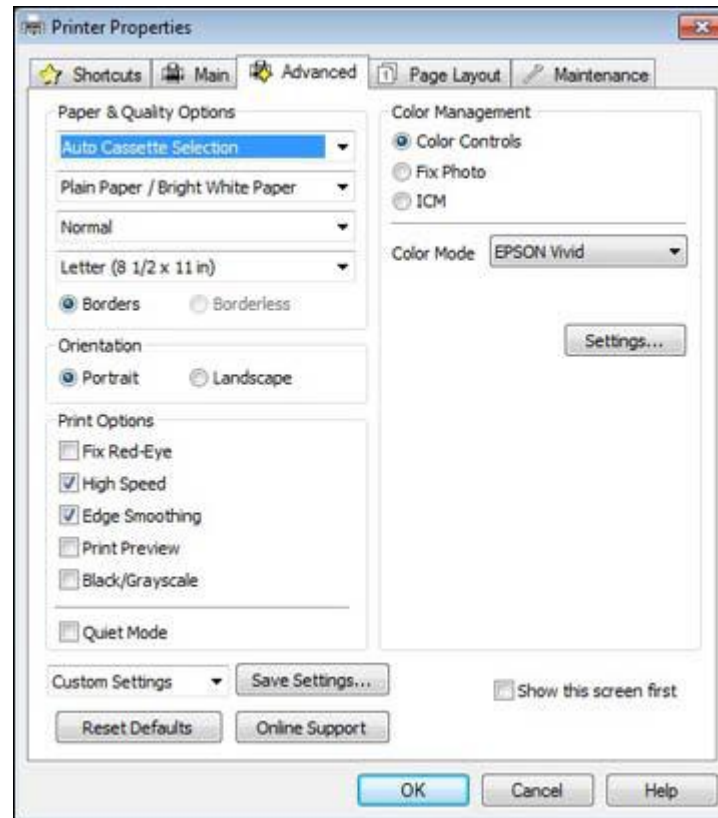 Printer Properties
Shortcuts Main Advanced 1 Page Layout Maintenance
Paper & Quality Options
Auto Cassette Selection
Plain Paper / Bright White Paper
Normal
Letter (8 1/2 x 11 in)
Borders Borderless
Orientation
Portrait Landscape
Print Options
Fix Red-Eye
High Speed
Edge Smoothing
Print Preview
Black/Grayscale
Quiet Mode
Color Management
Color Controls
Fix Photo
ICM
Color Mode EPSON Vivid
Settings...
Custom Settings Save Settings...
Show this screen first
Reset Defaults Online Support
OK Cancel Help